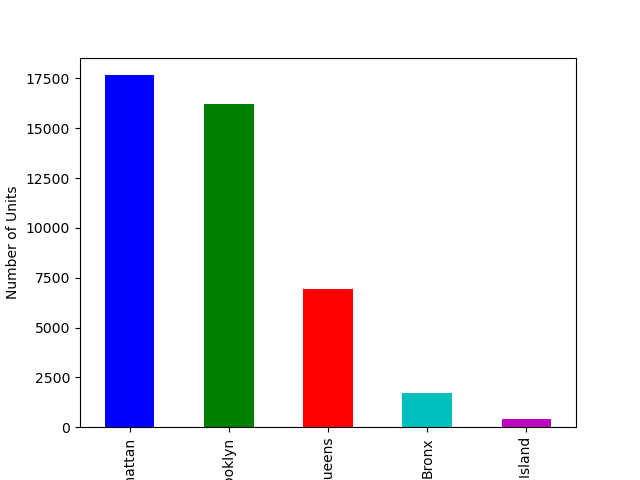 17500
15000
12500
10000
7500
5000
2500
0
Number of Units
hattan
ooklyn
ueens
Bronx
Island